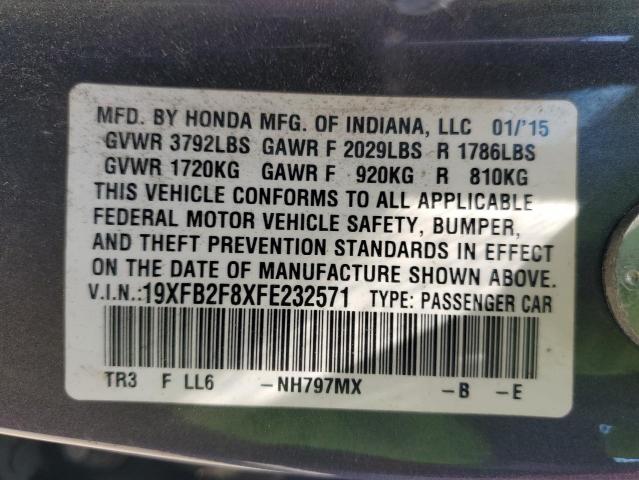 MFD. BY HONDA MFG. OF INDIANA, LLC 01/'15
GVWR 3792LBS GAWR F 2029LBS R 1786LBS
GVWR 1720KG GAWR F 920KG R 810KG
THIS VEHICLE CONFORMS TO ALL APPLICABLE
FEDERAL MOTOR VEHICLE SAFETY, BUMPER,
AND THEFT PREVENTION STANDARDS IN EFFECT
ON THE DATE OF MANUFACTURE SHOWN ABOVE.
V.I.N.:19XFB2F8XFE232571 TYPE: PASSENGER CAR
TR3 F LL6 -NH797MX -B -E